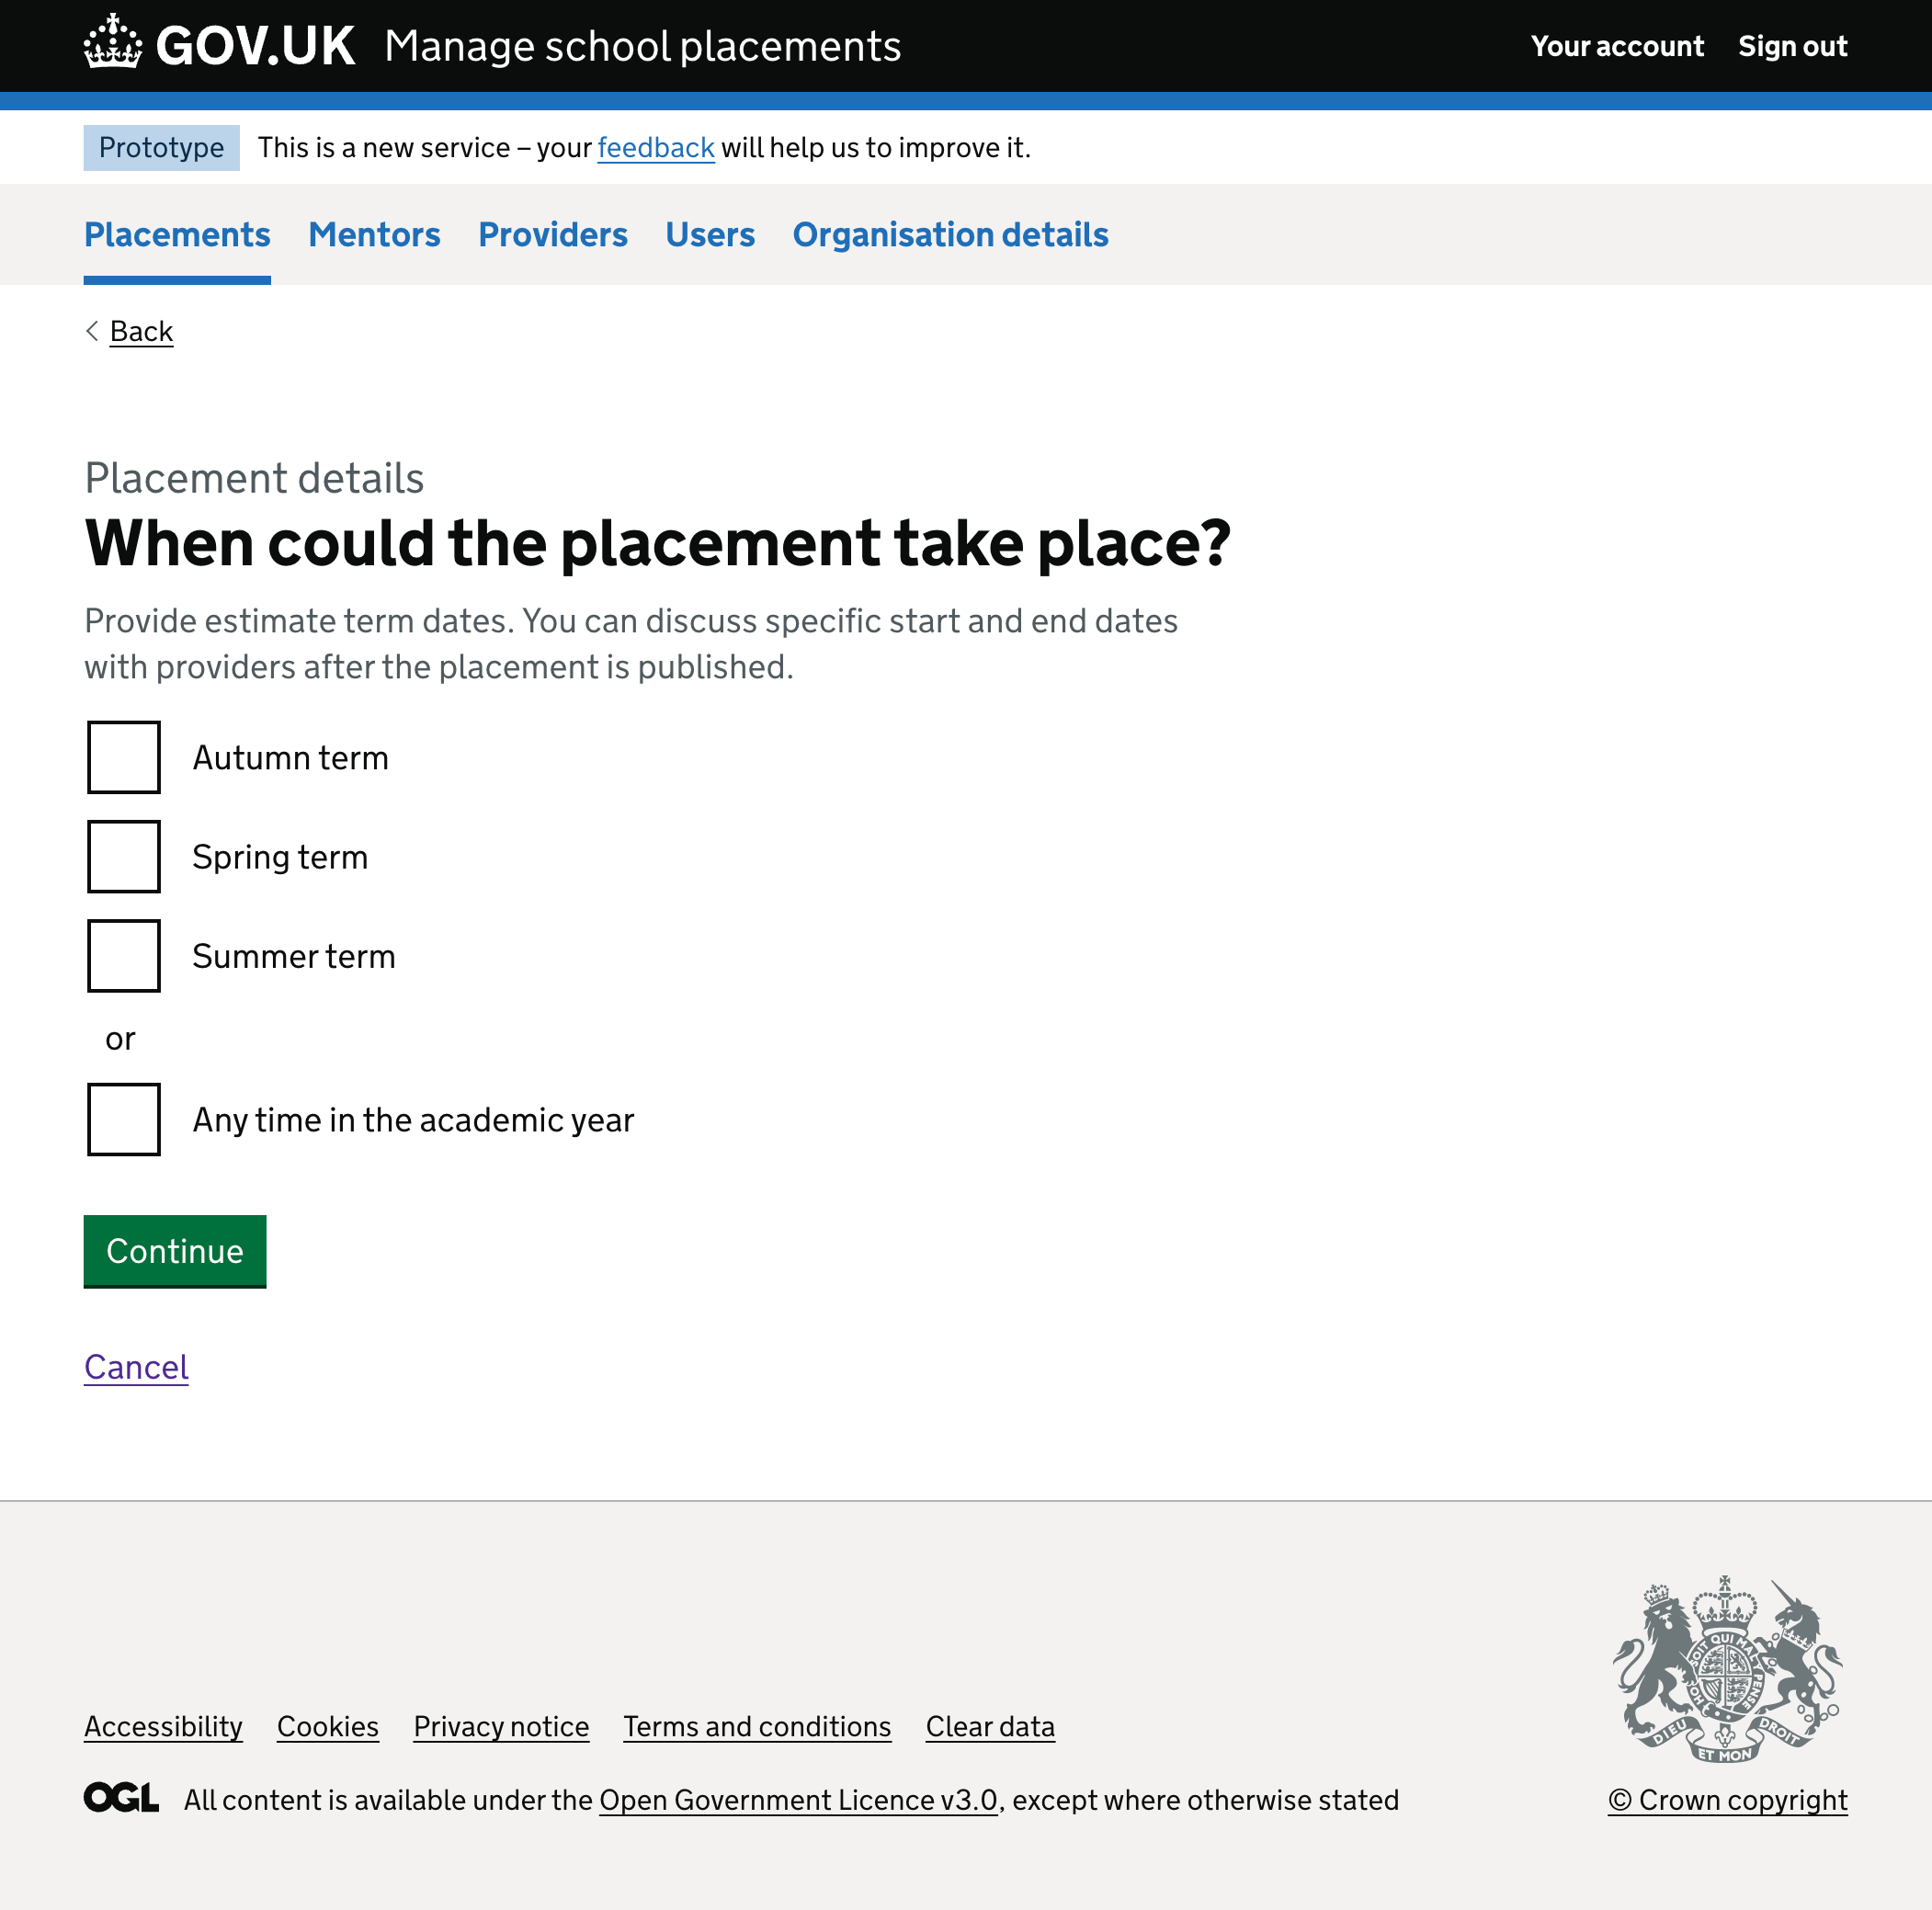 GOV.UK Manage school placements Your account Sign out
Prototype This is a new service – your feedback will help us to improve it.
Placements Mentors Providers Users Organisation details
Back
Placement details
When could the placement take place?
Provide estimate term dates. You can discuss specific start and end dates
with providers after the placement is published.
Autumn term
Spring term
Summer term
or
Any time in the academic year
Continue
Cancel
Accessibility Cookies Privacy notice Terms and conditions Clear data
DIEU ET MON DROIT
OGL All content is available under the Open Government Licence v3.0, except where otherwise stated
© Crown copyright